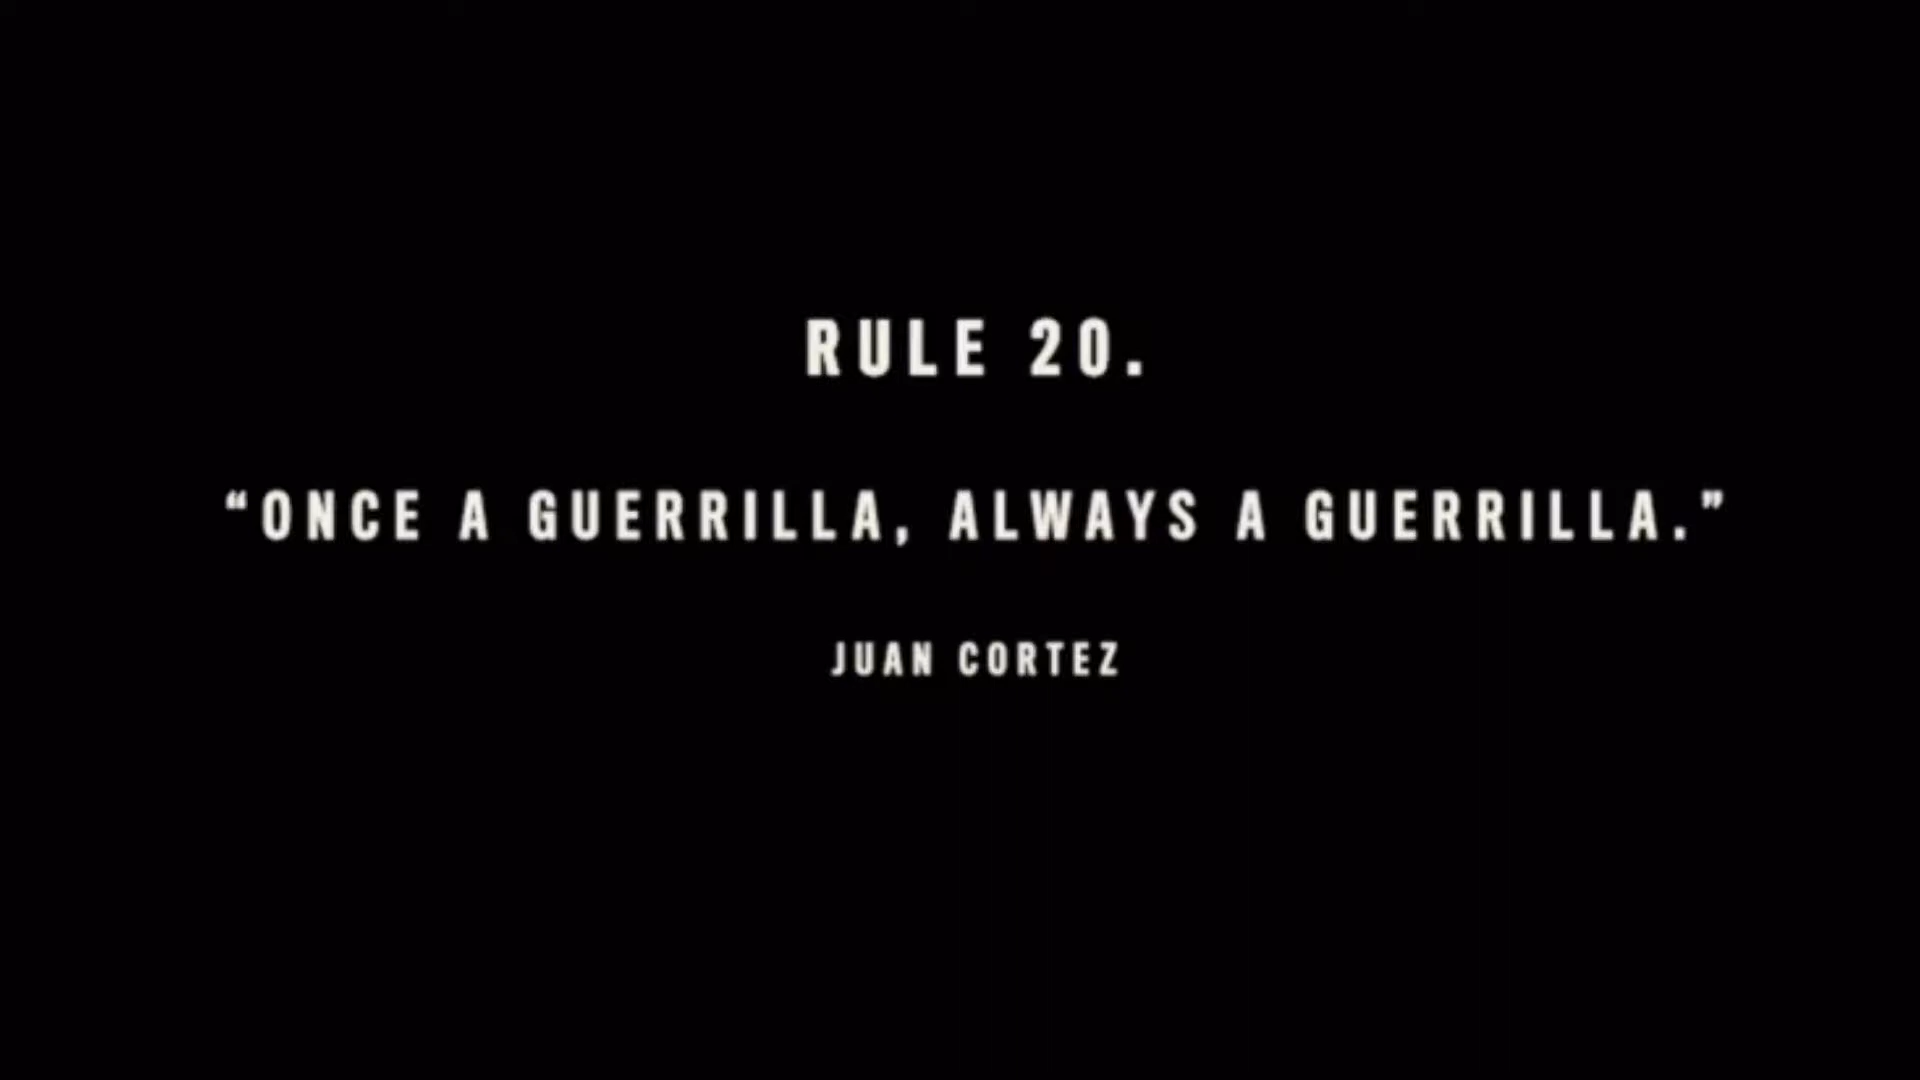 RULE 20.
“ONCE A GUERRILLA, ALWAYS A GUERRILLA.”
JUAN CORTEZ